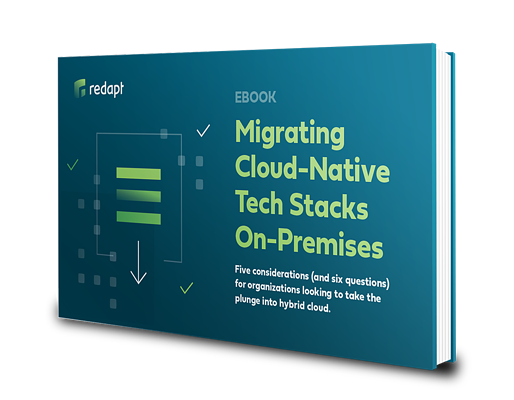 redapt
EBOOK
Migrating
Cloud-Native
Tech Stacks
On-Premises
Five considerations (and six questions)
for organizations looking to take the
plunge into hybrid cloud.